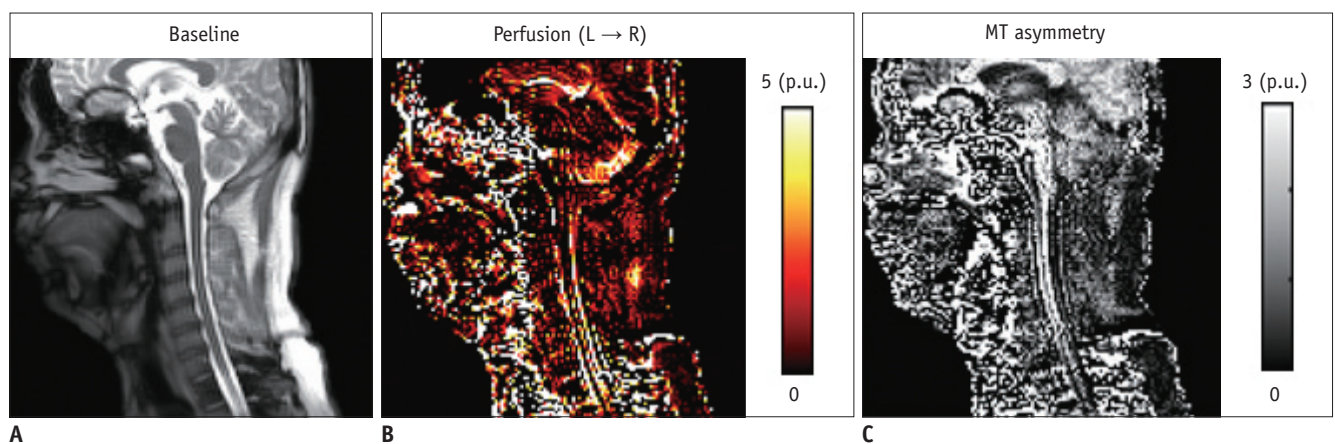 Baseline
Perfusion (L → R)
MT asymmetry
5 (p.u.)
0
3 (p.u.)
0
A
B
C